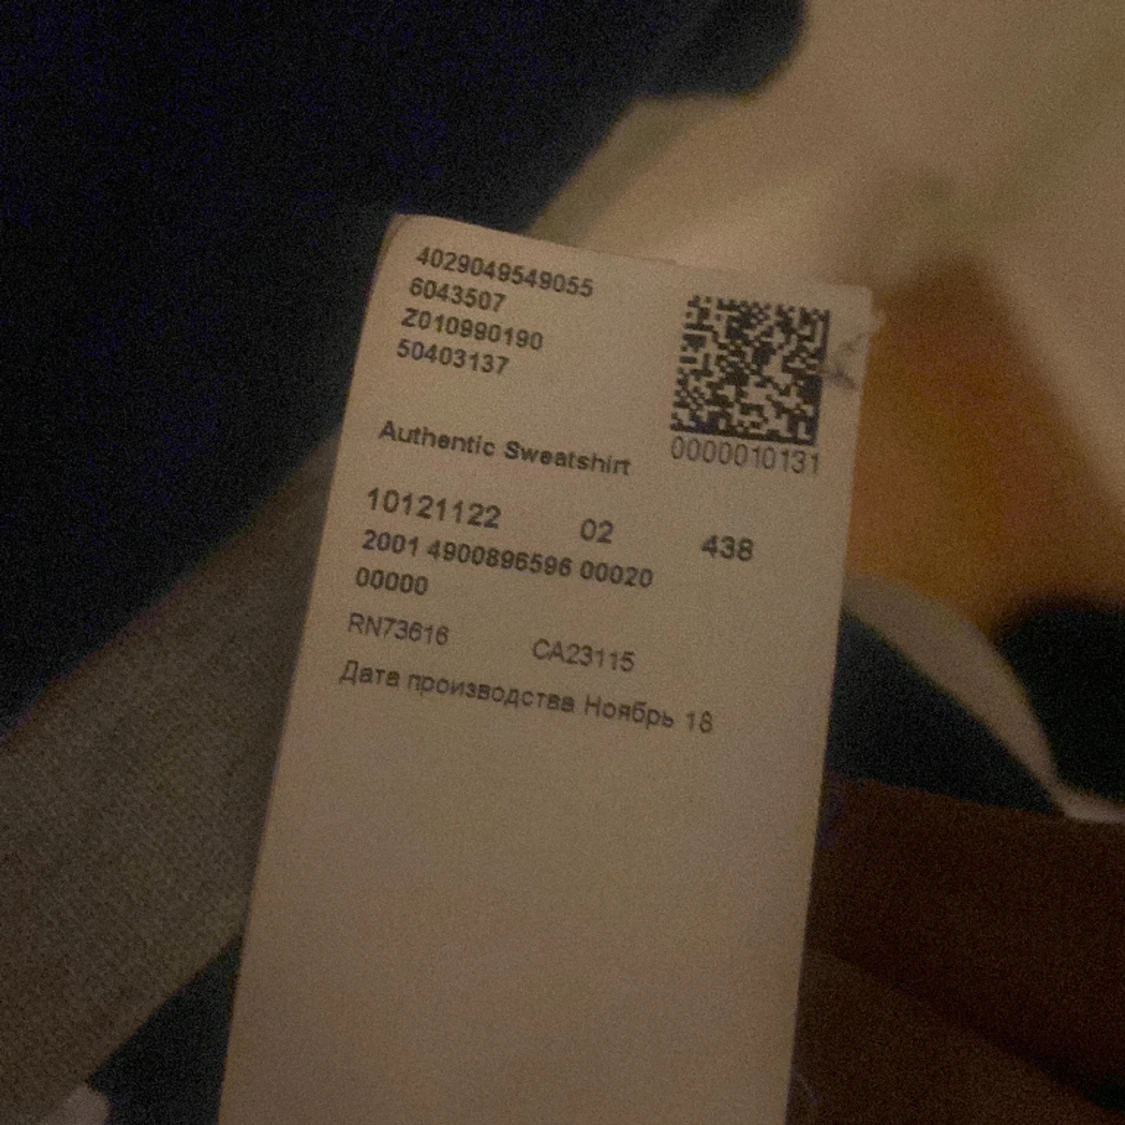 4029049549055
6043507
Z010990190
50403137
0000010131
Authentic Sweatshirt
10121122 02 438
2001 4900896596 00020
00000
RN73616 CA23115
Дата производства Ноябрь 18